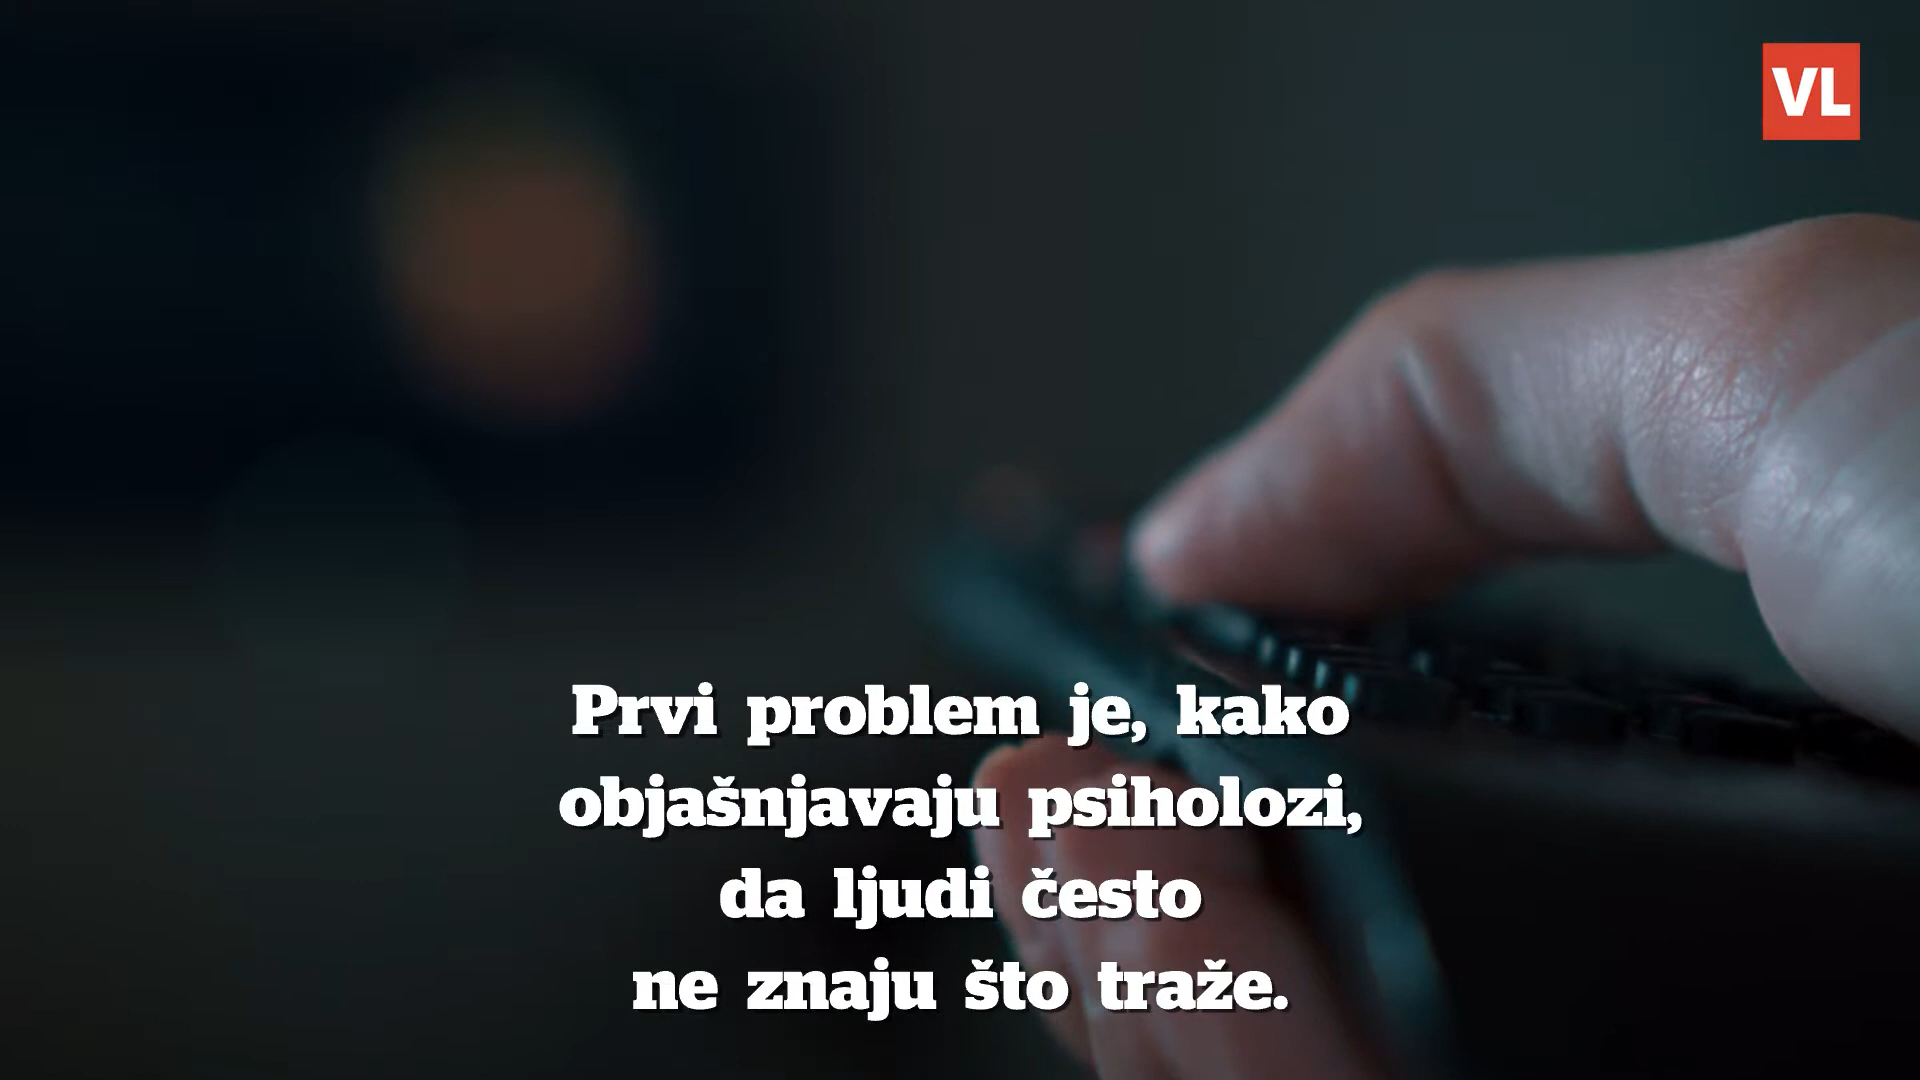 VL
Prvi problem je, kako
objašnjavaju psiholozi,
da ljudi često
ne znaju što traže.